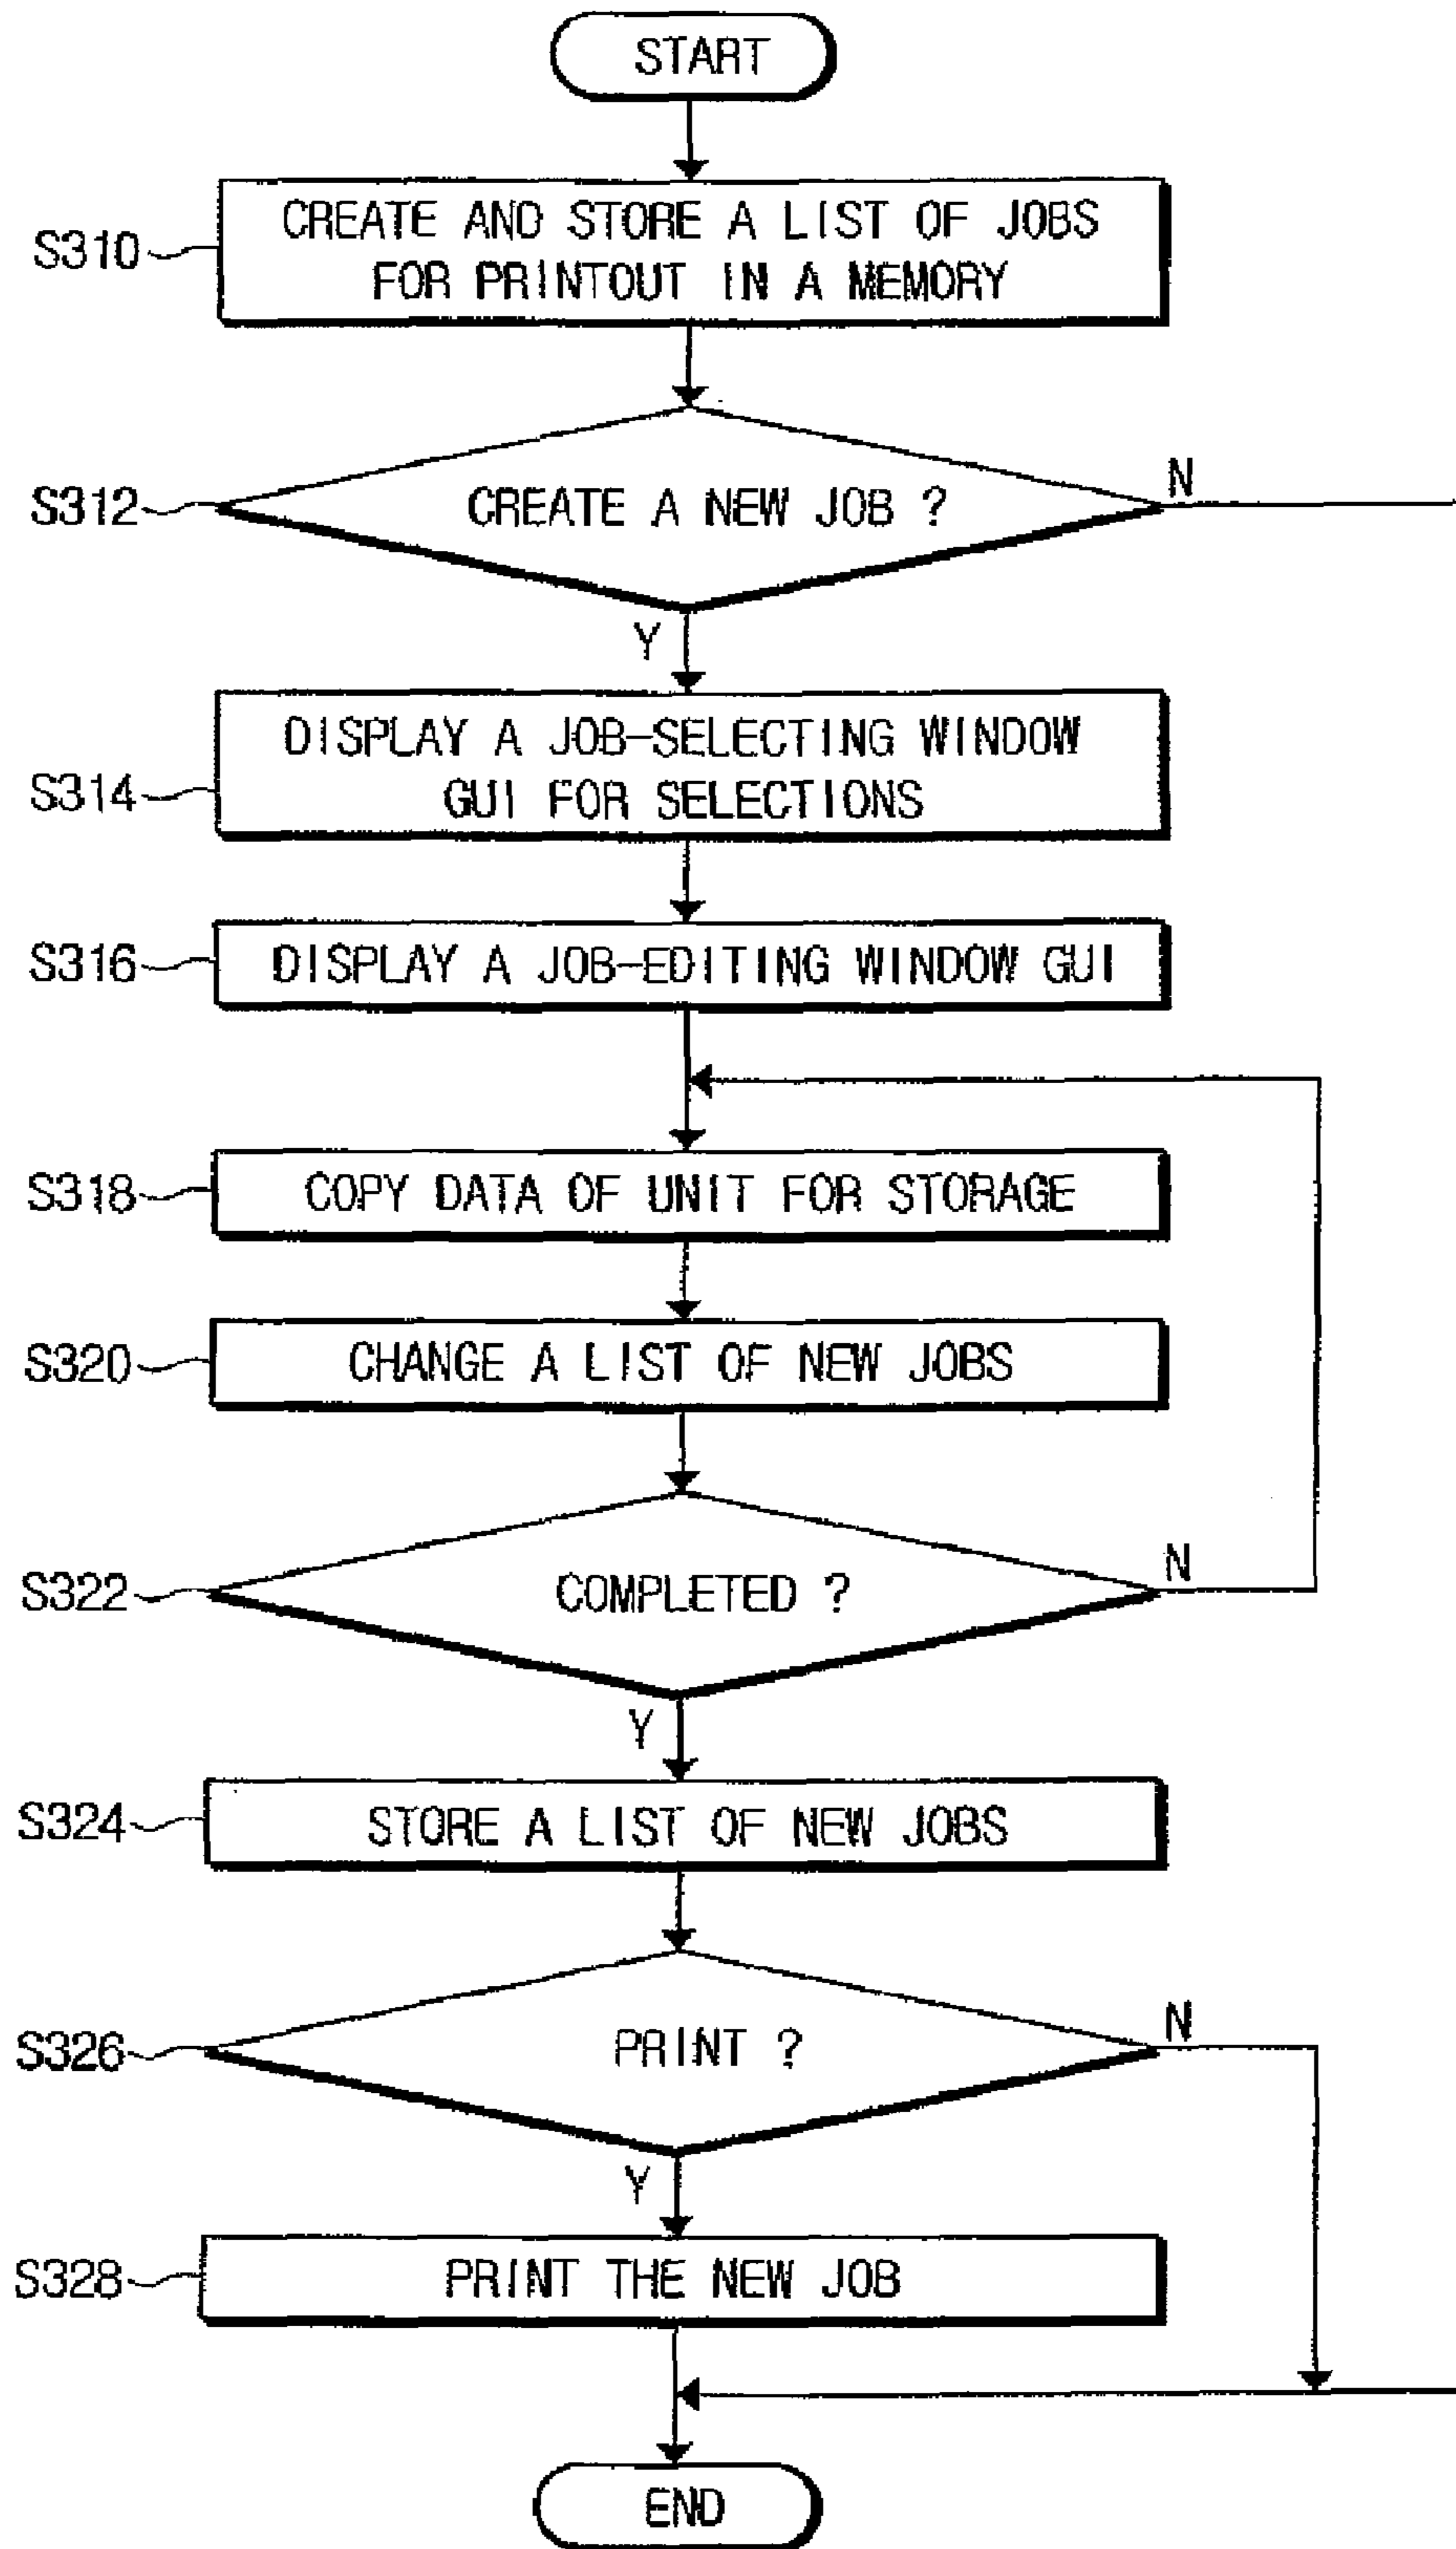 START
S310
CREATE AND STORE A LIST OF JOBS
FOR PRINTOUT IN A MEMORY
S312
CREATE A NEW JOB ?
N
Y
S314
DISPLAY A JOB-SELECTING WINDOW
GUI FOR SELECTIONS
S316
DISPLAY A JOB-EDITING WINDOW GUI
S318
COPY DATA OF UNIT FOR STORAGE
S320
CHANGE A LIST OF NEW JOBS
S322
COMPLETED ?
N
Y
S324
STORE A LIST OF NEW JOBS
S326
PRINT ?
N
Y
S328
PRINT THE NEW JOB
END